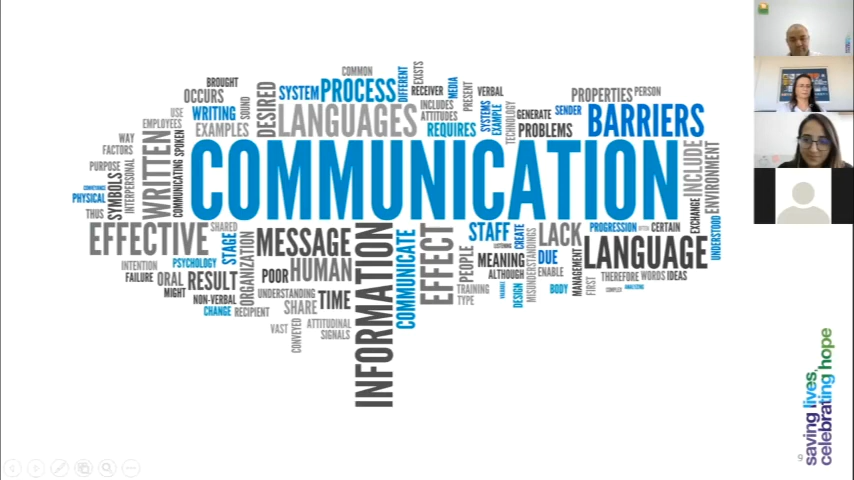 COMMON
BROUGHT
OCCURS
SYSTEM
PROCESS
DIFFERENT
EXISTS
RECEIVER
MEDIA
PRESENT
VERBAL
PROPERTIES
PERSON
DESIRED
USE
WRITING
SOUND
LANGUAGES
INCLUDES
ATTITUDES
SYSTEMS
EXAMPLE
TECHNOLOGY
GENERATE
SENDER
BARRIERS
EMPLOYEES
EXAMPLES
REQUIRES
PROBLEMS
WAY
FACTORS
WRITTEN
SPOKEN
COMMUNICATING
COMMUNICATION
INCLUDE
ENVIRONMENT
PURPOSE
SYMBOLS
INTERPERSONAL
PHYSICAL
THUS
EXCHANGE
UNDERSTOOD
EFFECTIVE
SHARED
STAGE
MESSAGE
INFORMATION
COMMUNICATE
EFFECT
STAFF
LISTENING
CREATE
LACK
PROGRESSION
CERTAIN
LANGUAGE
INTENTION
PSYCHOLOGY
ORGANIZATION
POOR
HUMAN
PEOPLE
MEANING
MISUNDERSTANDINGS
DUE
MANAGEMENT
FAILURE
ORAL
RESULT
ALTHOUGH
ENABLE
FIRST
THEREFORE
WORDS
IDEAS
MIGHT
NON-VERBAL
UNDERSTANDING
TIME
TRAINING
TYPE
DESIGN
BODY
COMPLEX
ANALYZING
CHANGE
RECIPIENT
SHARE
VAST
CONVEYED
ATTITUDINAL
SIGNALS
saving lives,
celebrating hope
9